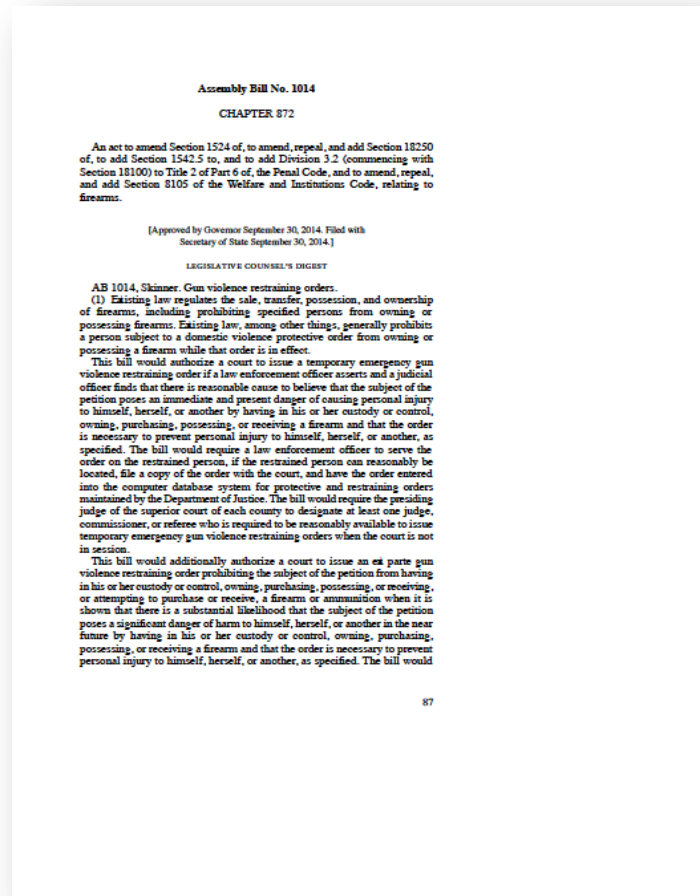 Assembly Bill No. 1014
CHAPTER 872
An act to amend Section 1524 of, to amend, repeal, and add Section 18250
of, to add Section 1542.5 to, and to add Division 3.2 (commencing with
Section 18100) to Title 2 of Part 6 of, the Penal Code, and to amend, repeal,
and add Section 8105 of the Welfare and Institutions Code, relating to
firearms.
[Approved by Governor September 30, 2014. Filed with
Secretary of State September 30, 2014.]
LEGISLATIVE COUNSEL'S DIGEST
AB 1014, Skinner. Gun violence restraining orders.
(1) Existing law regulates the sale, transfer, possession, and ownership
of firearms, including prohibiting specified persons from owning or
possessing firearms. Existing law, among other things, generally prohibits
a person subject to a domestic violence protective order from owning or
possessing a firearm while that order is in effect.
This bill would authorize a court to issue a temporary emergency gun
violence restraining order if a law enforcement officer asserts and a judicial
officer finds that there is reasonable cause to believe that the subject of the
petition poses an immediate and present danger of causing personal injury
to himself, herself, or another by having in his or her custody or control,
owning, purchasing, possessing, or receiving a firearm and that the order
is necessary to prevent personal injury to himself, herself, or another, as
specified. The bill would require a law enforcement officer to serve the
order on the restrained person, if the restrained person can reasonably be
located, file a copy of the order with the court, and have the order entered
into the computer database system for protective and restraining orders
maintained by the Department of Justice. The bill would require the presiding
judge of the superior court of each county to designate at least one judge,
commissioner, or referee who is required to be reasonably available to issue
temporary emergency gun violence restraining orders when the court is not
in session.
This bill would additionally authorize a court to issue an ex parte gun
violence restraining order prohibiting the subject of the petition from having
in his or her custody or control, owning, purchasing, possessing, or receiving,
or attempting to purchase or receive, a firearm or ammunition when it is
shown that there is a substantial likelihood that the subject of the petition
poses a significant danger of harm to himself, herself, or another in the near
future by having in his or her custody or control, owning, purchasing,
possessing, or receiving a firearm and that the order is necessary to prevent
personal injury to himself, herself, or another, as specified. The bill would
87